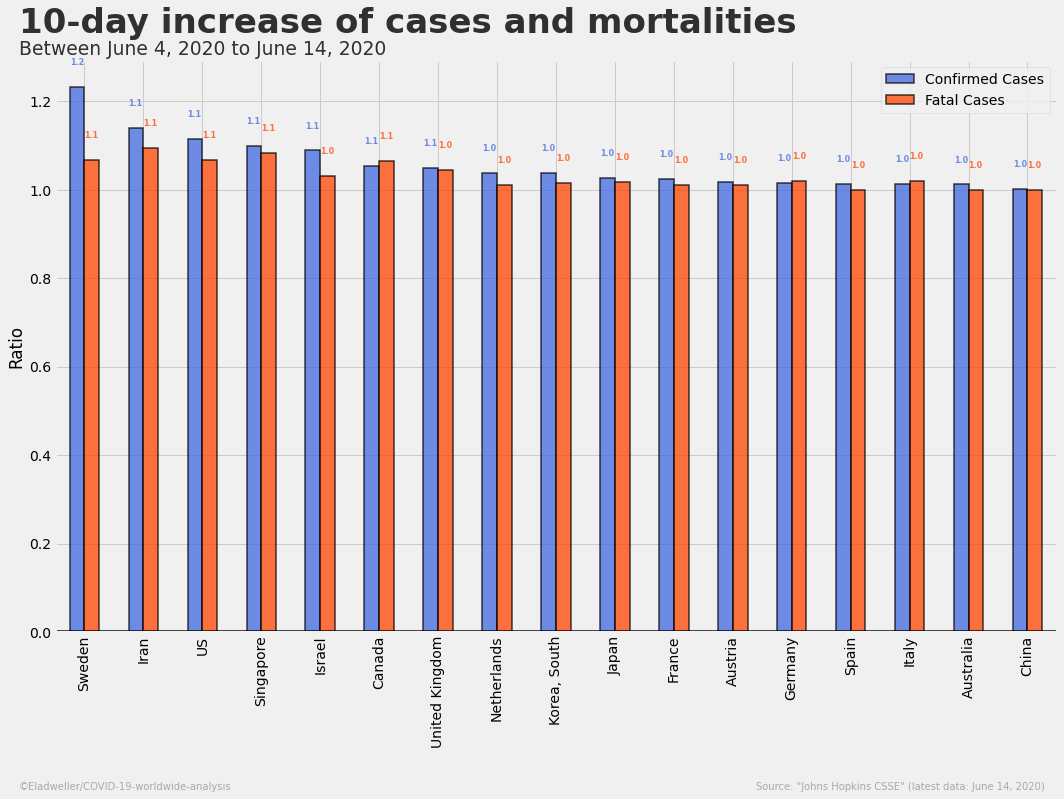 10-day increase of cases and mortalities
Between June 4, 2020 to June 14, 2020
Confirmed Cases
Fatal Cases
1.2 1.1 1.1 1.1 1.1 1.1 1.1 1.1 1.1 1.0 1.1 1.1 1.1 1.0 1.0 1.0 1.0 1.0 1.0 1.0 1.0 1.0 1.0 1.0 1.0 1.0 1.0 1.0 1.0 1.0 1.0 1.0 1.0 1.0
1.2
1.0
0.8
0.6
0.4
0.2
0.0
Ratio
Sweden
Iran
US
Singapore
Israel
Canada
United Kingdom
Netherlands
Korea, South
Japan
France
Austria
Germany
Spain
Italy
Australia
China
©Eladweller/COVID-19-worldwide-analysis
Source: "Johns Hopkins CSSE" (latest data: June 14, 2020)